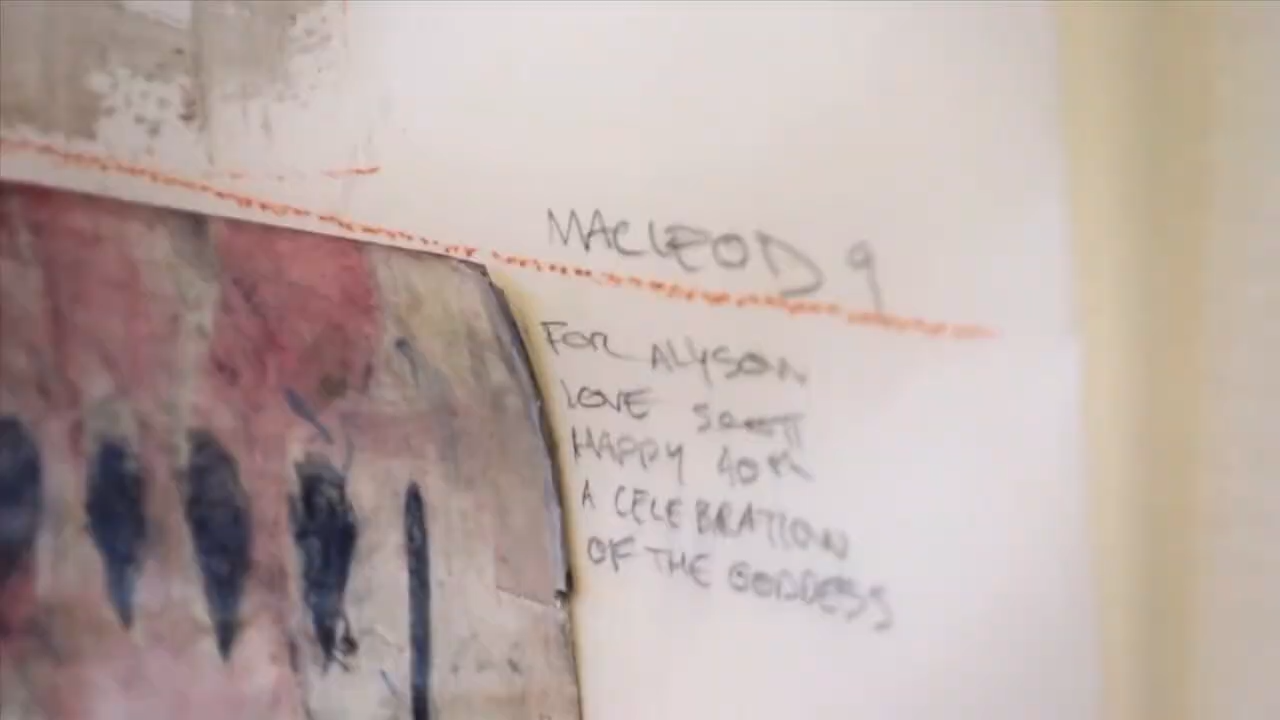 MACLEOD 9
FOR ALYSON
LOVE SCOTT
HAPPY 40th
A CELEBRATION
OF THE GODDESS